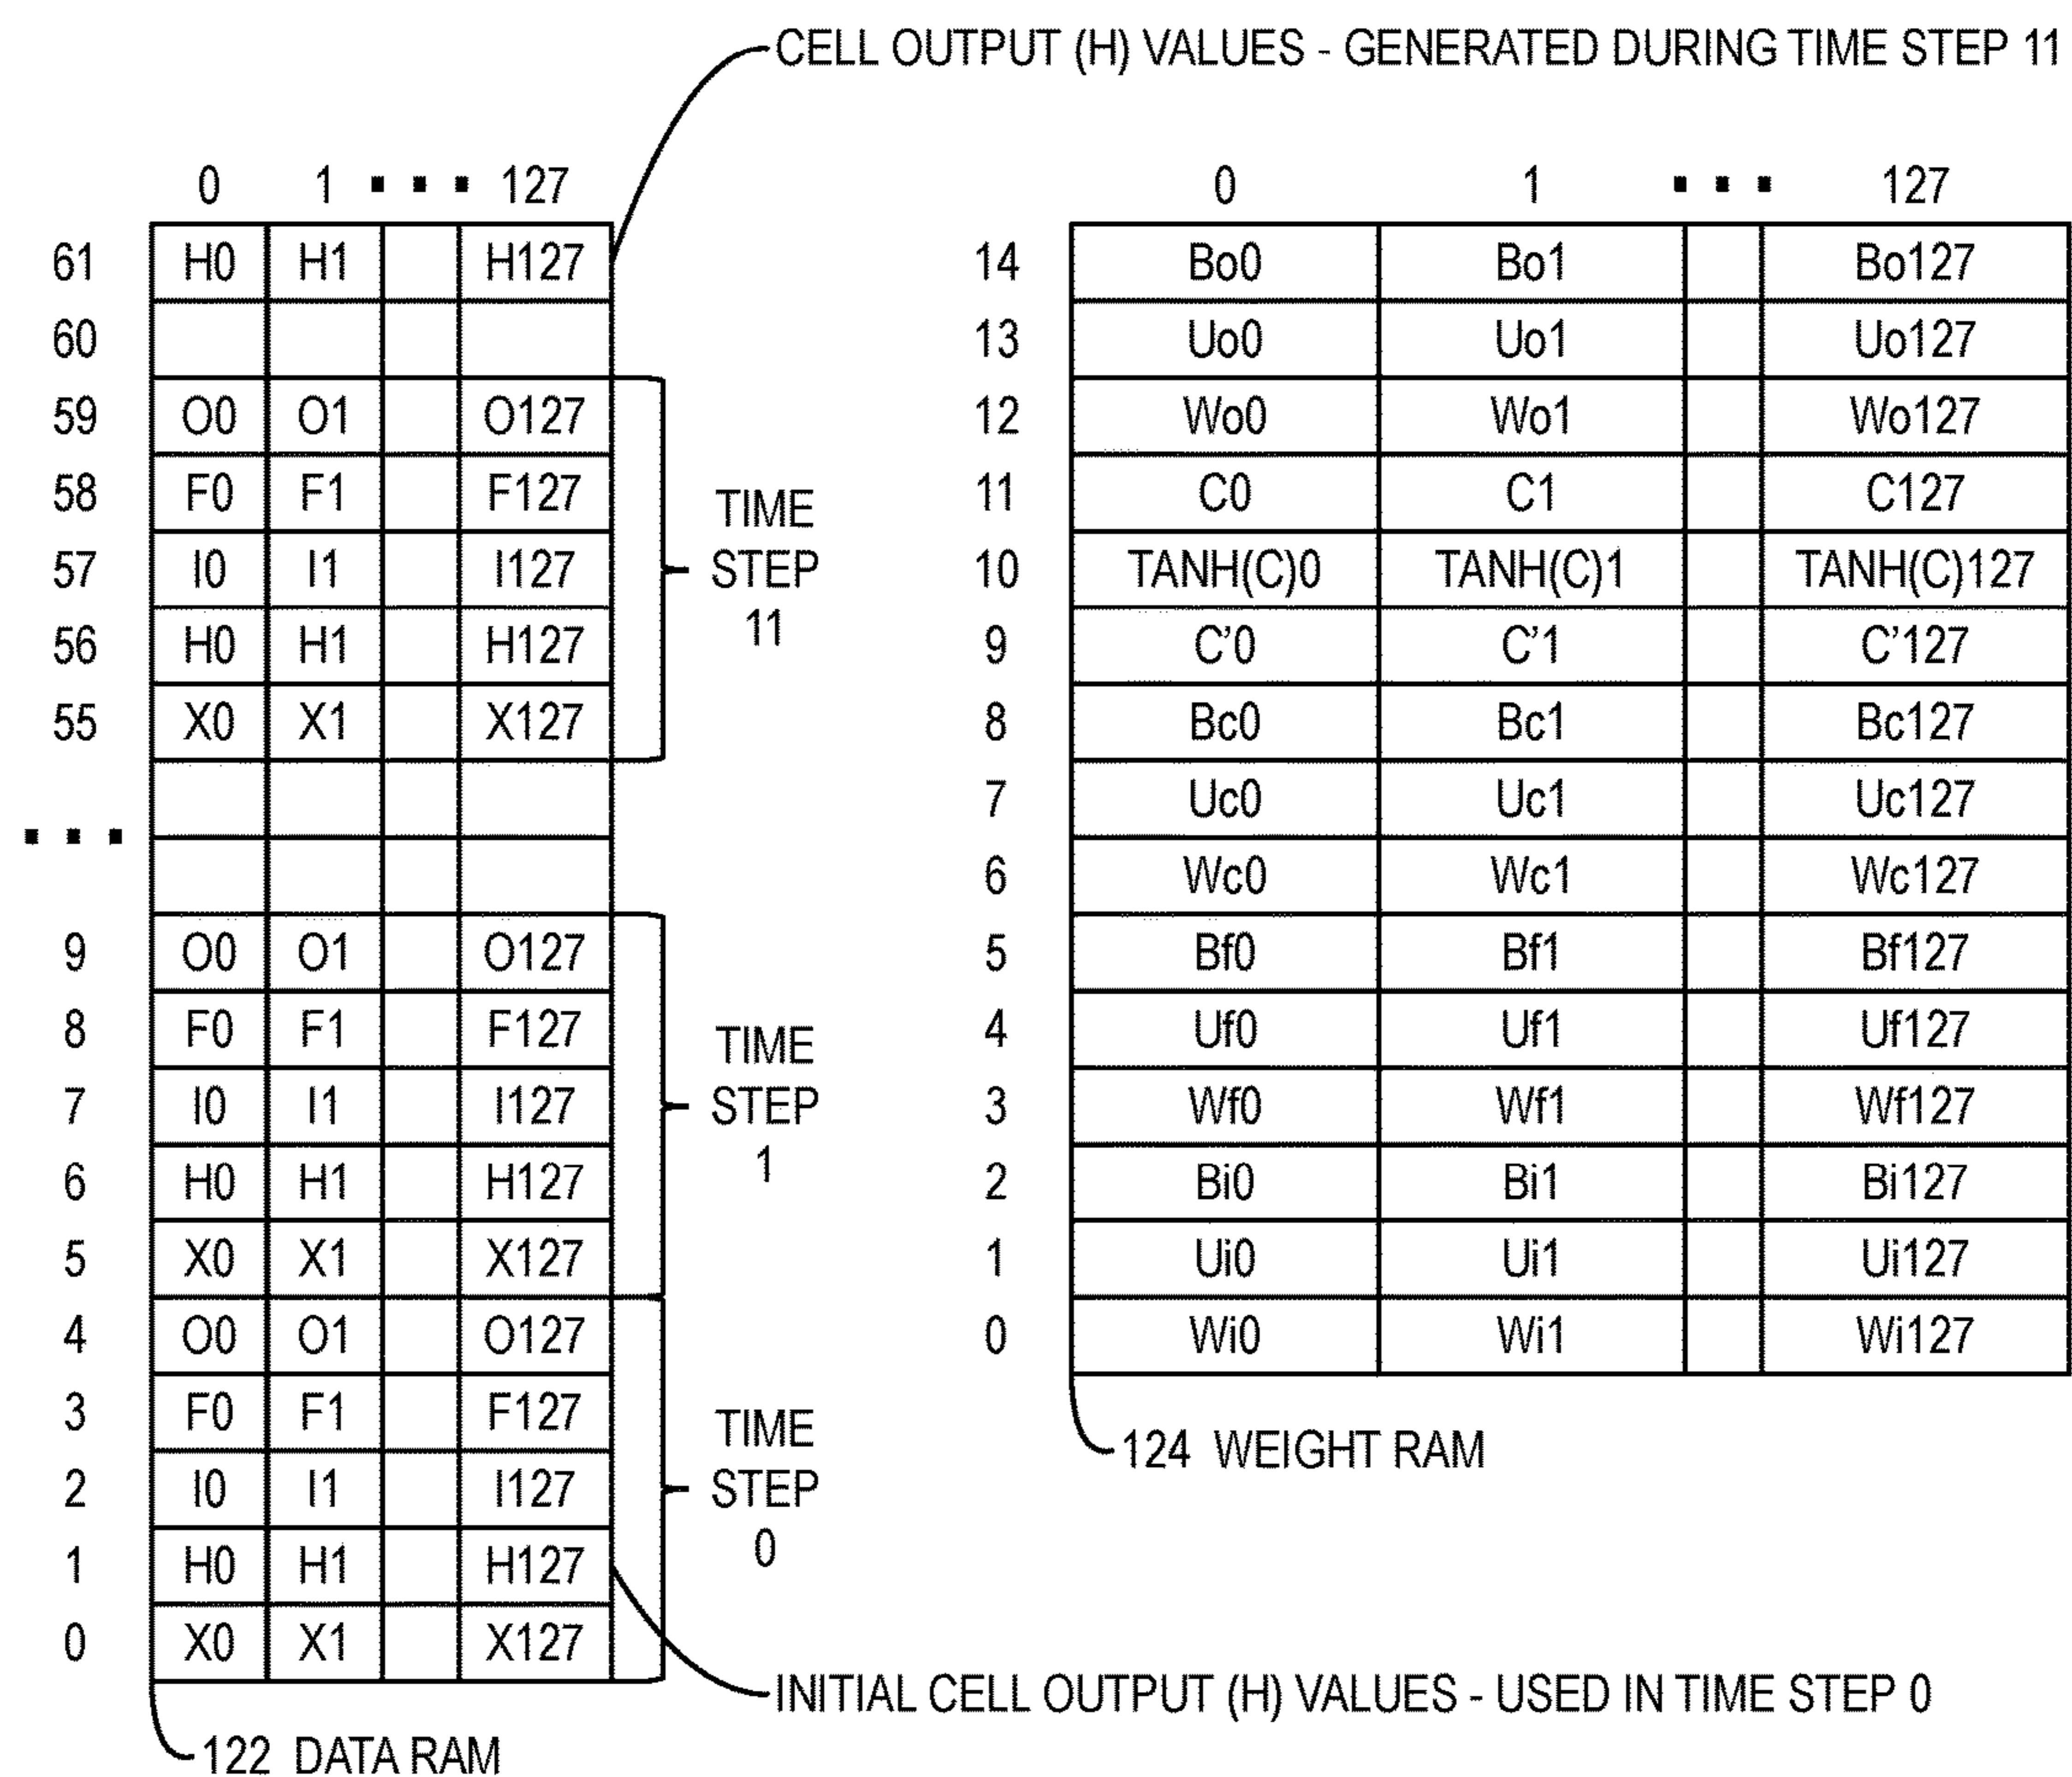 CELL OUTPUT (H) VALUES - GENERATED DURING TIME STEP 11
0 1 ▪ ▪ ▪ 127
61 H0 H1 H127
60
59 O0 O1 O127
58 F0 F1 F127
57 I0 I1 I127
56 H0 H1 H127
55 X0 X1 X127
TIME
STEP
11
▪ ▪ ▪
9 O0 O1 O127
8 F0 F1 F127
7 I0 I1 I127
6 H0 H1 H127
5 X0 X1 X127
TIME
STEP
1
4 O0 O1 O127
3 F0 F1 F127
2 I0 I1 I127
1 H0 H1 H127
0 X0 X1 X127
TIME
STEP
0
INITIAL CELL OUTPUT (H) VALUES - USED IN TIME STEP 0
122 DATA RAM
0 1 ▪ ▪ ▪ 127
14 Bo0 Bo1 Bo127
13 Uo0 Uo1 Uo127
12 Wo0 Wo1 Wo127
11 C0 C1 C127
10 TANH(C)0 TANH(C)1 TANH(C)127
9 C'0 C'1 C'127
8 Bc0 Bc1 Bc127
7 Uc0 Uc1 Uc127
6 Wc0 Wc1 Wc127
5 Bf0 Bf1 Bf127
4 Uf0 Uf1 Uf127
3 Wf0 Wf1 Wf127
2 Bi0 Bi1 Bi127
1 Ui0 Ui1 Ui127
0 Wi0 Wi1 Wi127
124 WEIGHT RAM